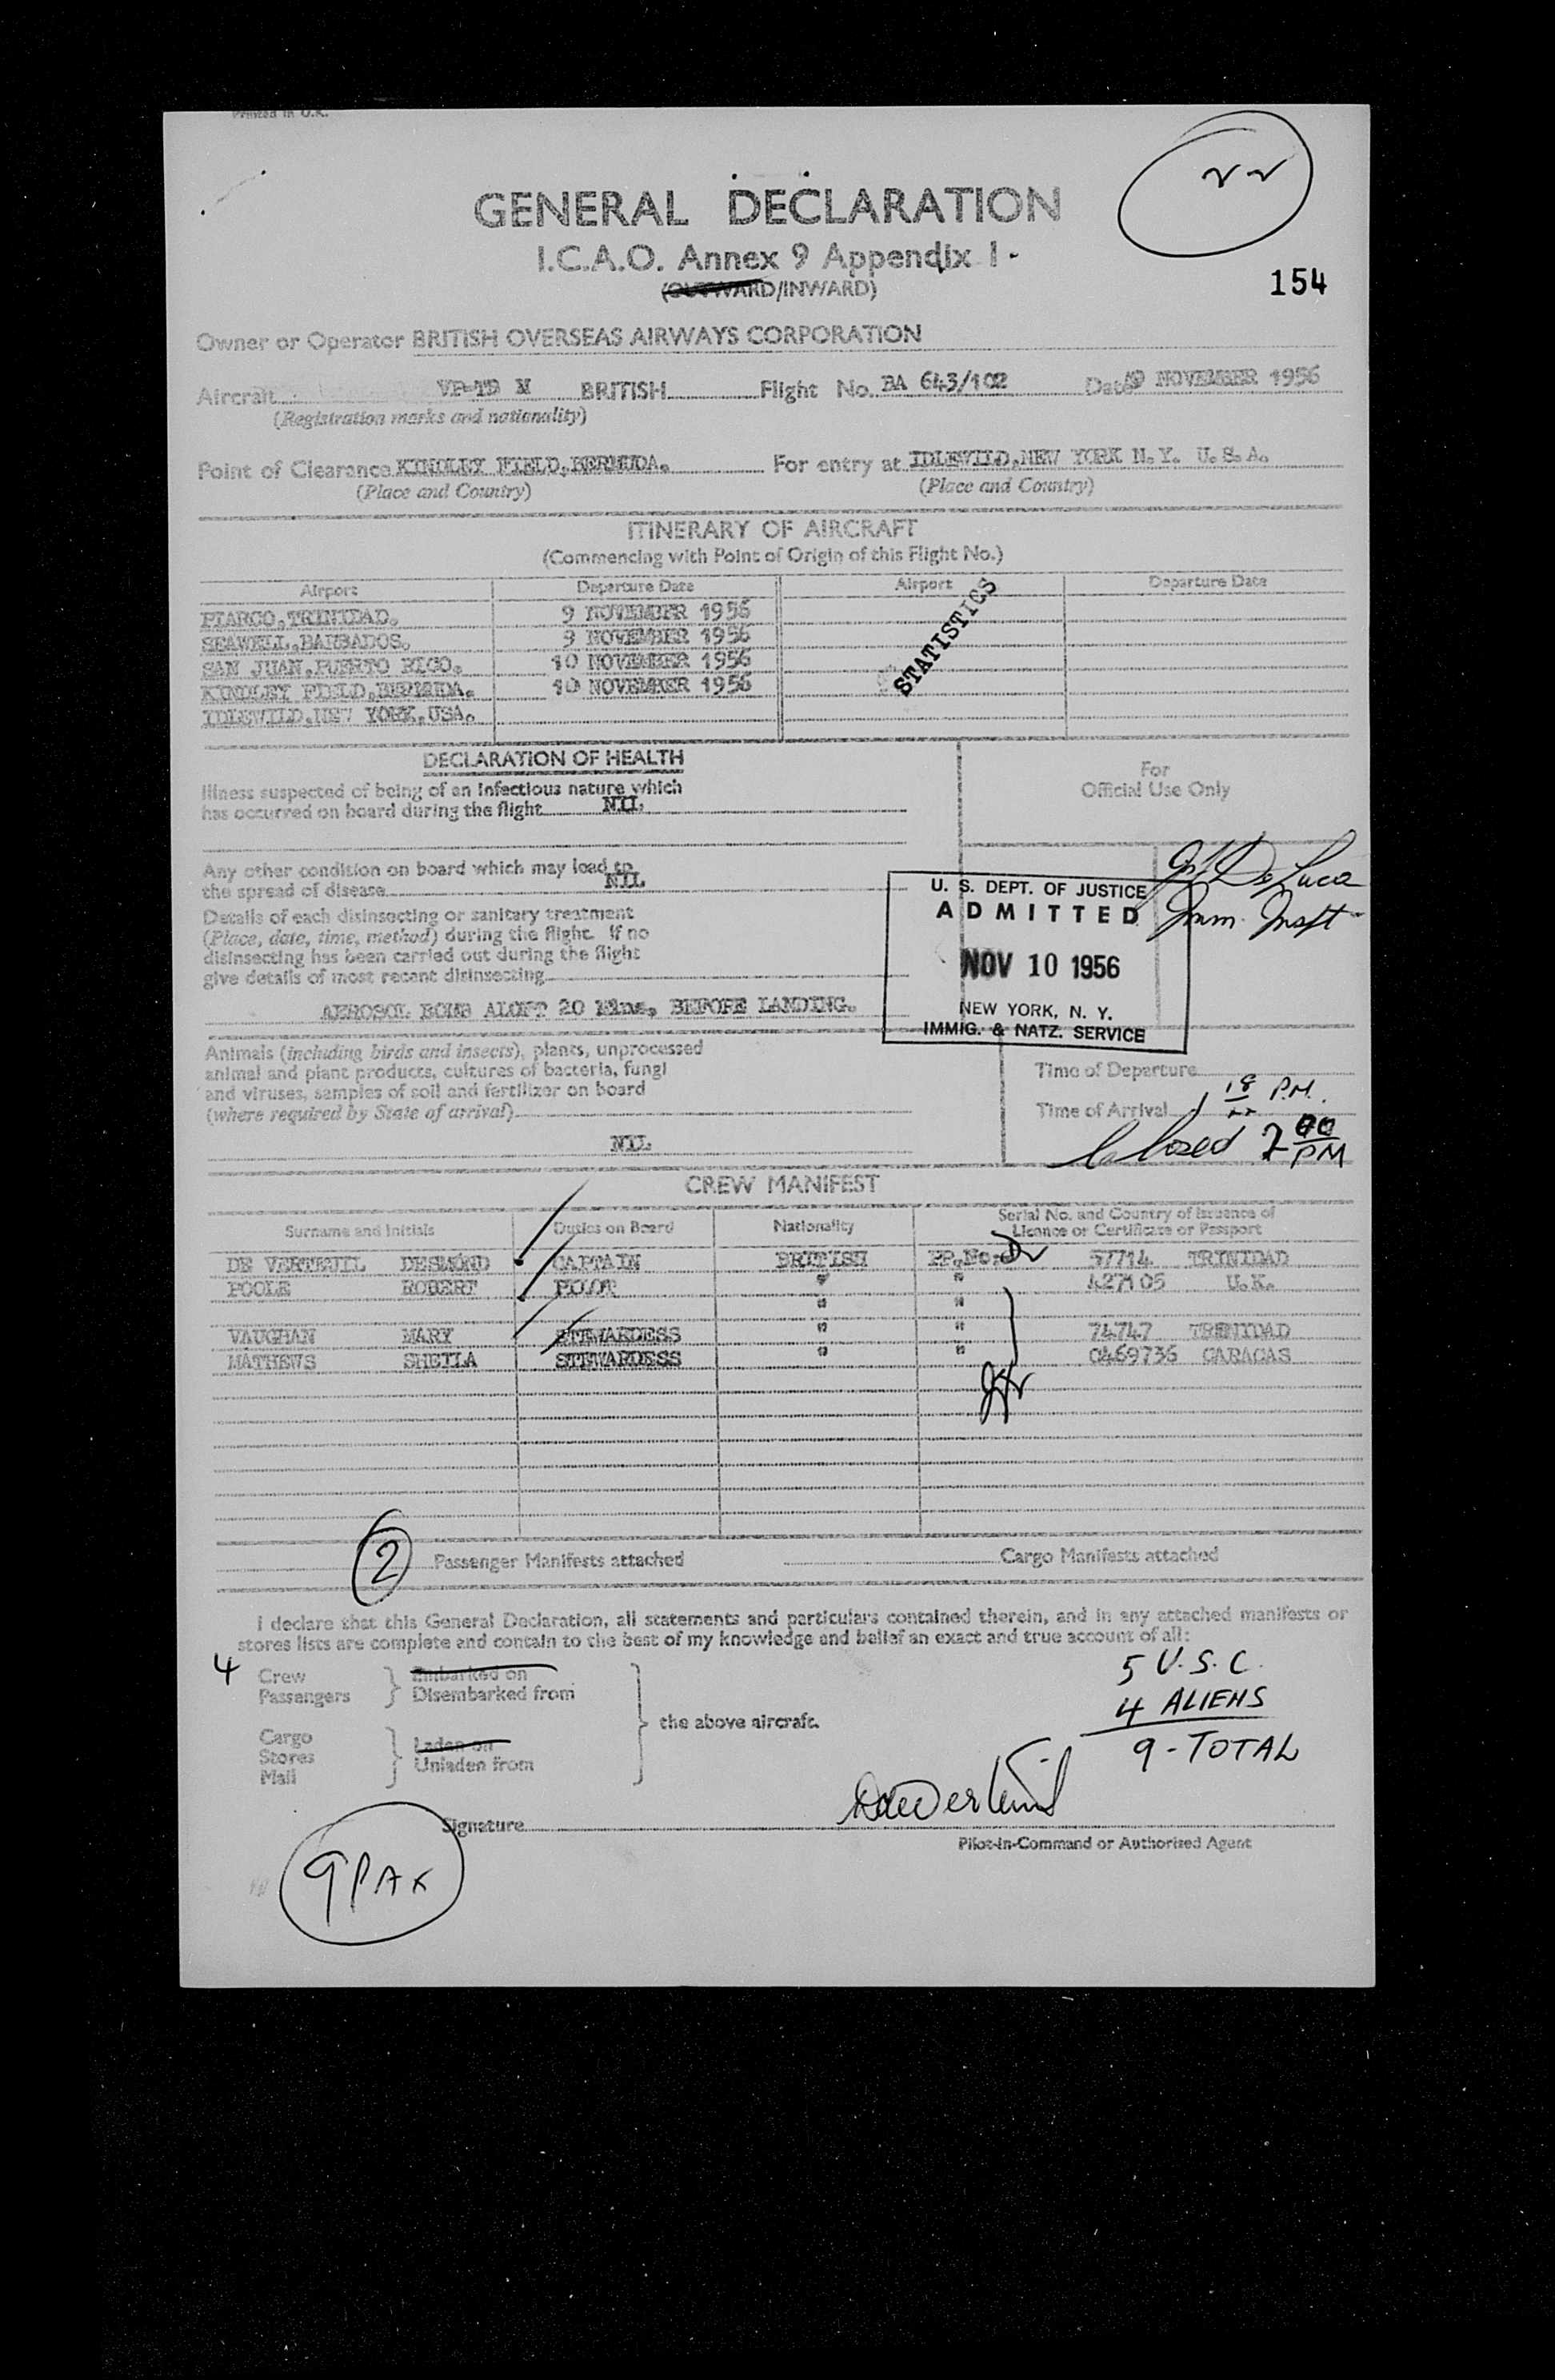 Printed in U.K.
GENERAL DECLARATION
I.C.A.O. Annex 9 Appendix 1
(OUTWARD/INWARD)
154
Owner or Operator BRITISH OVERSEAS AIRWAYS CORPORATION
Aircraft VP-TB BRITISH Flight No. BA 643/102 Date NOVEMBER 1956
(Registration marks and nationality)
Point of Clearance KINDLEY FIELD,BERMUDA. For entry at IDLEWILD,NEW YORK N.Y. U.S.A.
(Place and Country) (Place and Country)
ITINERARY OF AIRCRAFT
(Commencing with Point of Origin of this Flight No.)
Airport Departure Date Airport Departure Date
PIARCO,TRINIDAD. 9 NOVEMBER 1956
SEAWELL,BARBADOS. 9 NOVEMBER 1956
SAN JUAN,PUERTO RICO. 10 NOVEMBER 1956
KINDLEY FIELD,BERMUDA. 10 NOVEMBER 1956
IDLEWILD,NEW YORK,USA.
STATISTICS
DECLARATION OF HEALTH
Illness suspected of being of an infectious nature which
has occurred on board during the flight NIL.
For
Official Use Only
Any other condition on board which may lead to
the spread of disease NIL
Details of each disinsecting or sanitary treatment
(Place, date, time, method) during the flight. If no
disinsecting has been carried out during the flight
give details of most recent disinsecting
AEROSOL BOMB ALOFT 20 Mins, BEFORE LANDING.
De Luca
Imm. Inspt
U. S. DEPT. OF JUSTICE
ADMITTED
NOV 10 1956
NEW YORK, N. Y.
IMMIG. & NATZ. SERVICE
Animals (including birds and insects), plants, unprocessed
animal and plant products, cultures of bacteria, fungi
and viruses, samples of soil and fertilizer on board
(where required by State of arrival)
NIL
Time of Departure
Time of Arrival 1 18 P.M.
Closed 2 00 PM
CREW MANIFEST
Surname and Initials Duties on Board Nationality Serial No. and Country of Issuance of
Licence or Certificate or Passport
DE VERTEUIL DESMOND CAPTAIN BRITISH PP.No. 57714 TRINIDAD
POOLE ROBERT PILOT " " 427105 U.K.
" "
VAUGHAN MARY STEWARDESS " " 74747 TRINIDAD
MATHEWS SHEILA STEWARDESS " " 0469736 CARACAS
2 Passenger Manifests attached Cargo Manifests attached
I declare that this General Declaration, all statements and particulars contained therein, and in any attached manifests or
stores lists are complete and contain to the best of my knowledge and belief an exact and true account of all:
4 Crew
Passengers
Embarked on
Disembarked from
Cargo
Stores
Mail
Laden on
Unladen from
the above aircraft.
5 U.S.C.
4 ALIENS
9 - TOTAL
Signature
Pilot-in-Command or Authorised Agent
9 PAX